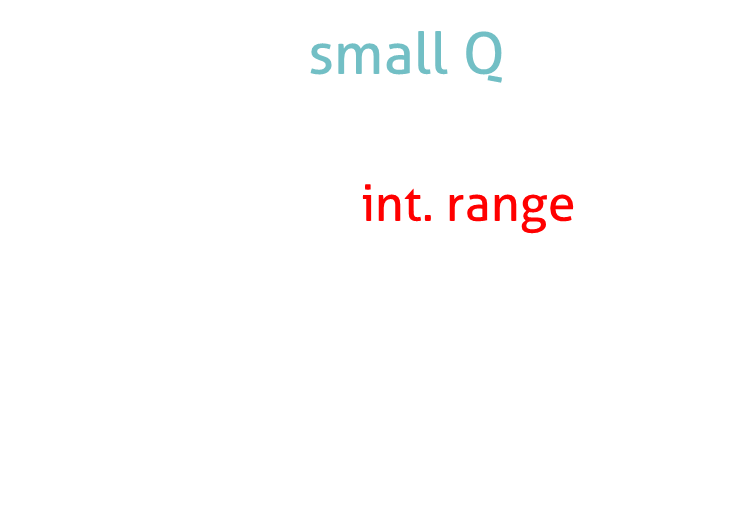 small Q
int. range